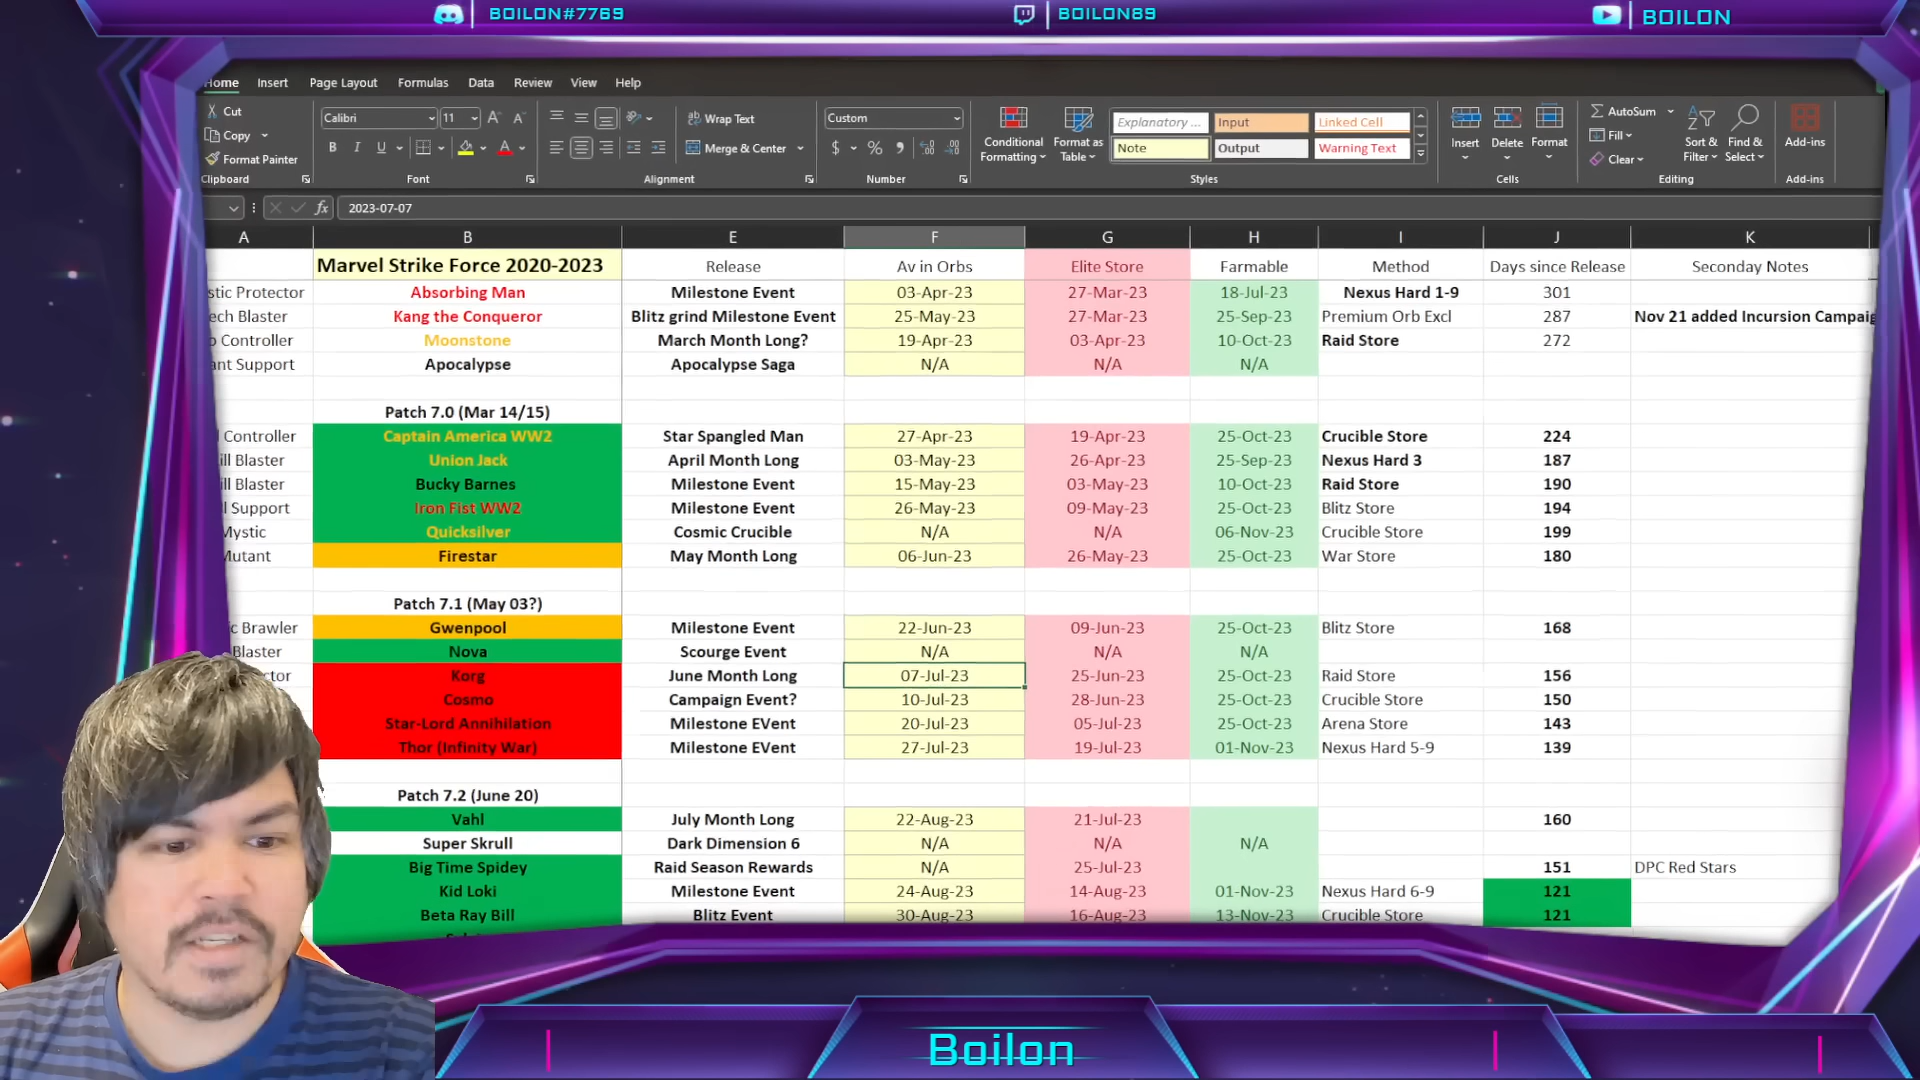 BOILON#7769 BOILON89 BOILON
Home Insert Page Layout Formulas Data Review View Help
Cut
Copy
Format Painter
Clipboard
Calibri 11
B I U
Font
Wrap Text
Merge & Center
Alignment
Custom
$ % 9
Number
Conditional Formatting
Format as Table
Explanatory ... Input Linked Cell
Note Output Warning Text
Styles
Insert Delete Format
Cells
AutoSum
Fill
Clear
Sort & Filter
Find & Select
Editing
Add-ins
Add-ins
fx 2023-07-07
A B E F G H I J K
Marvel Strike Force 2020-2023 Release Av in Orbs Elite Store Farmable Method Days since Release Seconday Notes
stic Protector Absorbing Man Milestone Event 03-Apr-23 27-Mar-23 18-Jul-23 Nexus Hard 1-9 301
ech Blaster Kang the Conqueror Blitz grind Milestone Event 25-May-23 27-Mar-23 25-Sep-23 Premium Orb Excl 287 Nov 21 added Incursion Campaig
o Controller Moonstone March Month Long? 19-Apr-23 03-Apr-23 10-Oct-23 Raid Store 272
ant Support Apocalypse Apocalypse Saga N/A N/A N/A
Patch 7.0 (Mar 14/15)
l Controller Captain America WW2 Star Spangled Man 27-Apr-23 19-Apr-23 25-Oct-23 Crucible Store 224
ill Blaster Union Jack April Month Long 03-May-23 26-Apr-23 25-Sep-23 Nexus Hard 3 187
ill Blaster Bucky Barnes Milestone Event 15-May-23 03-May-23 10-Oct-23 Raid Store 190
l Support Iron Fist WW2 Milestone Event 26-May-23 09-May-23 25-Oct-23 Blitz Store 194
Mystic Quicksilver Cosmic Crucible N/A N/A 06-Nov-23 Crucible Store 199
Mutant Firestar May Month Long 06-Jun-23 26-May-23 25-Oct-23 War Store 180
Patch 7.1 (May 03?)
c Brawler Gwenpool Milestone Event 22-Jun-23 09-Jun-23 25-Oct-23 Blitz Store 168
Blaster Nova Scourge Event N/A N/A N/A
ctor Korg June Month Long 07-Jul-23 25-Jun-23 25-Oct-23 Raid Store 156
Cosmo Campaign Event? 10-Jul-23 28-Jun-23 25-Oct-23 Crucible Store 150
Star-Lord Annihilation Milestone EVent 20-Jul-23 05-Jul-23 25-Oct-23 Arena Store 143
Thor (Infinity War) Milestone EVent 27-Jul-23 19-Jul-23 01-Nov-23 Nexus Hard 5-9 139
Patch 7.2 (June 20)
Vahl July Month Long 22-Aug-23 21-Jul-23 160
Super Skrull Dark Dimension 6 N/A N/A N/A
Big Time Spidey Raid Season Rewards N/A 25-Jul-23 151 DPC Red Stars
Kid Loki Milestone Event 24-Aug-23 14-Aug-23 01-Nov-23 Nexus Hard 6-9 121
Beta Ray Bill Blitz Event 30-Aug-23 16-Aug-23 13-Nov-23 Crucible Store 121
Boilon